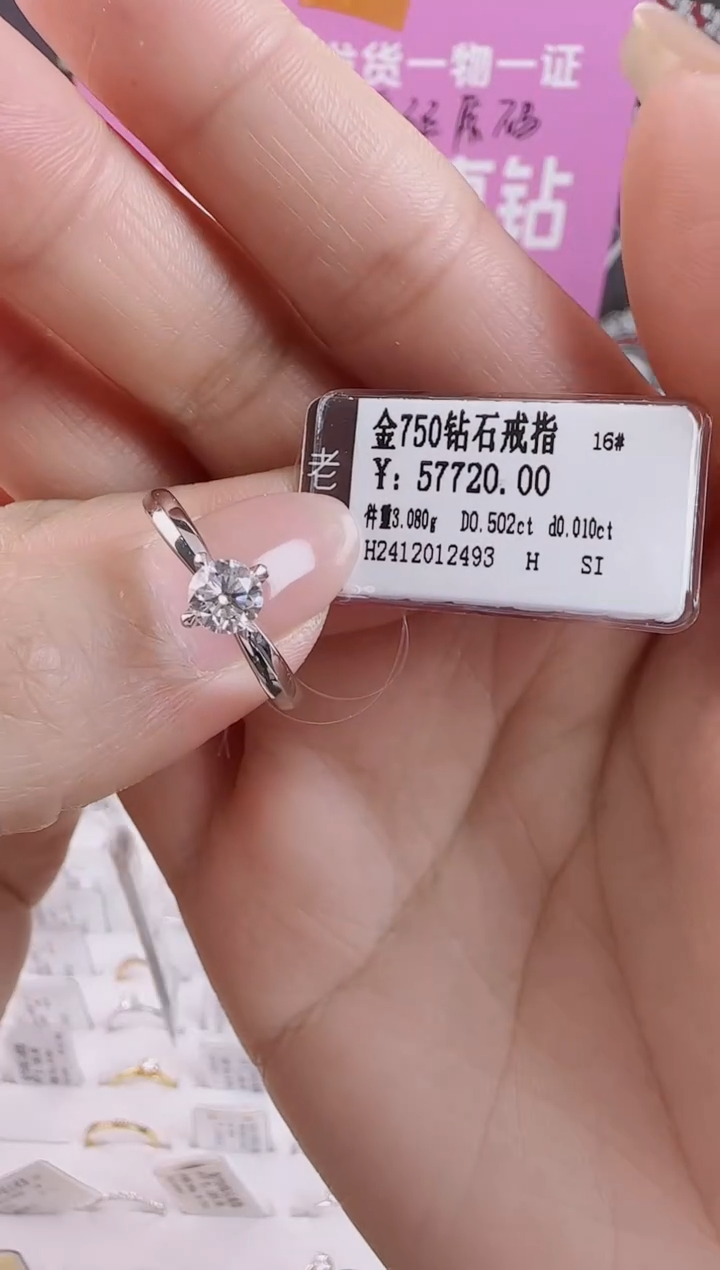 发货一物一证
钻
老
金750钻石戒指 16#
¥: 57720.00
件重3.080g D0.502ct d0.010ct
H2412012493 H SI